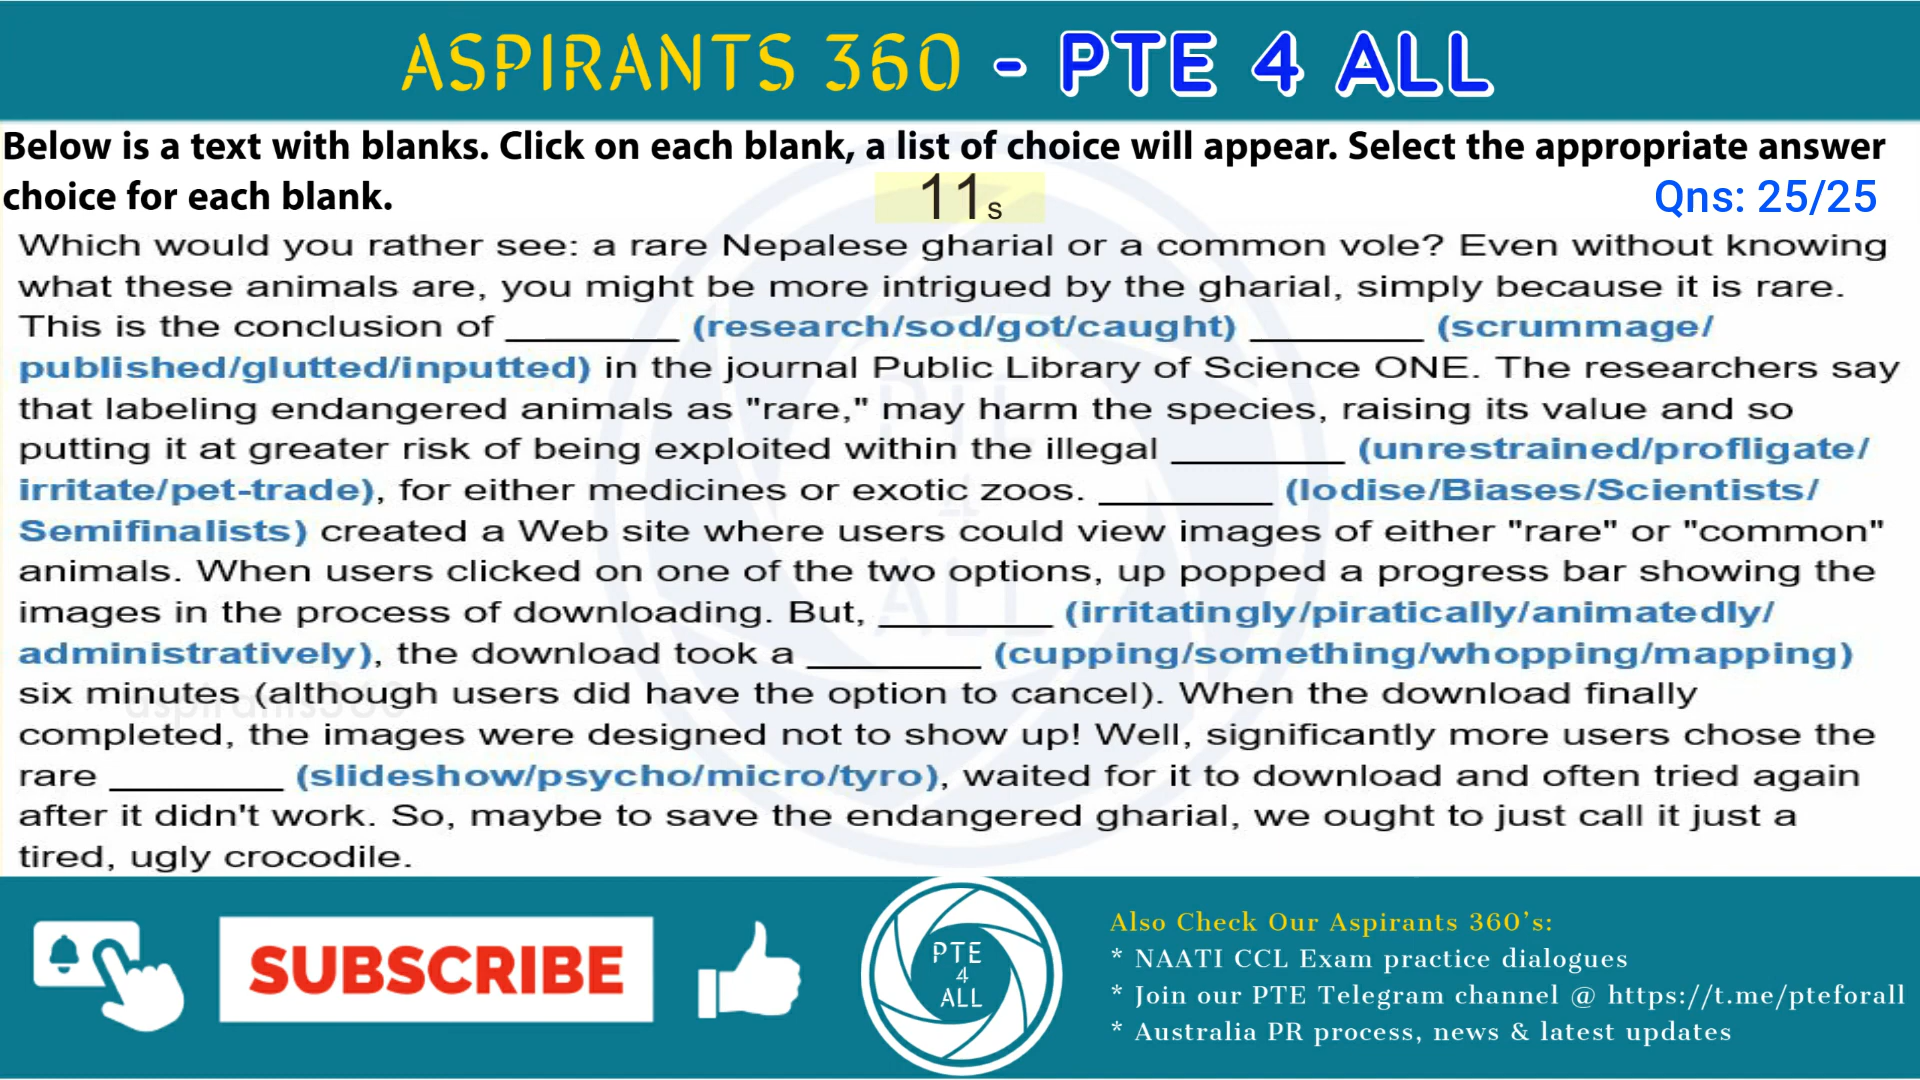 ASPIRANTS 360 - PTE 4 ALL
Below is a text with blanks. Click on each blank, a list of choice will appear. Select the appropriate answer
choice for each blank.
11s
Qns: 25/25
Which would you rather see: a rare Nepalese gharial or a common vole? Even without knowing
what these animals are, you might be more intrigued by the gharial, simply because it is rare.
This is the conclusion of ________ (research/sod/got/caught) ________ (scrummage/
published/glutted/inputted) in the journal Public Library of Science ONE. The researchers say
that labeling endangered animals as "rare," may harm the species, raising its value and so
putting it at greater risk of being exploited within the illegal ________ (unrestrained/profligate/
irritate/pet-trade), for either medicines or exotic zoos. ________ (Iodise/Biases/Scientists/
Semifinalists) created a Web site where users could view images of either "rare" or "common"
animals. When users clicked on one of the two options, up popped a progress bar showing the
images in the process of downloading. But, ________ (irritatingly/piratically/animatedly/
administratively), the download took a ________ (cupping/something/whopping/mapping)
six minutes (although users did have the option to cancel). When the download finally
completed, the images were designed not to show up! Well, significantly more users chose the
rare ________ (slideshow/psycho/micro/tyro), waited for it to download and often tried again
after it didn't work. So, maybe to save the endangered gharial, we ought to just call it just a
tired, ugly crocodile.
aspirants360
PTE
4
ALL
SUBSCRIBE
PTE
4
ALL
Also Check Our Aspirants 360's:
* NAATI CCL Exam practice dialogues
* Join our PTE Telegram channel @ https://t.me/pteforall
* Australia PR process, news & latest updates